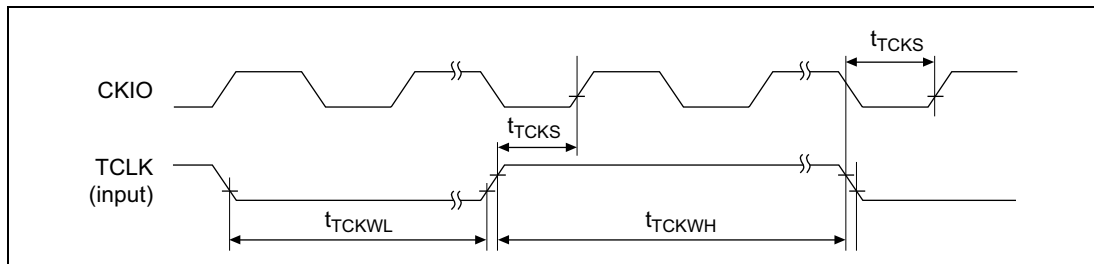 tTCKS
CKIO
tTCKS
TCLK
(input)
tTCKWL
tTCKWH